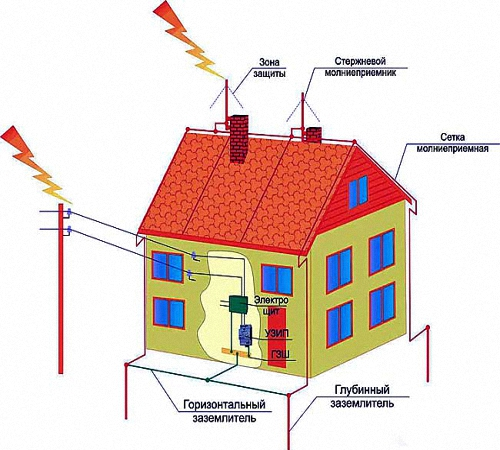 Зона
защиты
Стержневой
молниеприемник
Сетка
молниеприемная
Электро
щит
УЗИП
ГЗШ
Горизонтальный
заземлитель
Глубинный
заземлитель